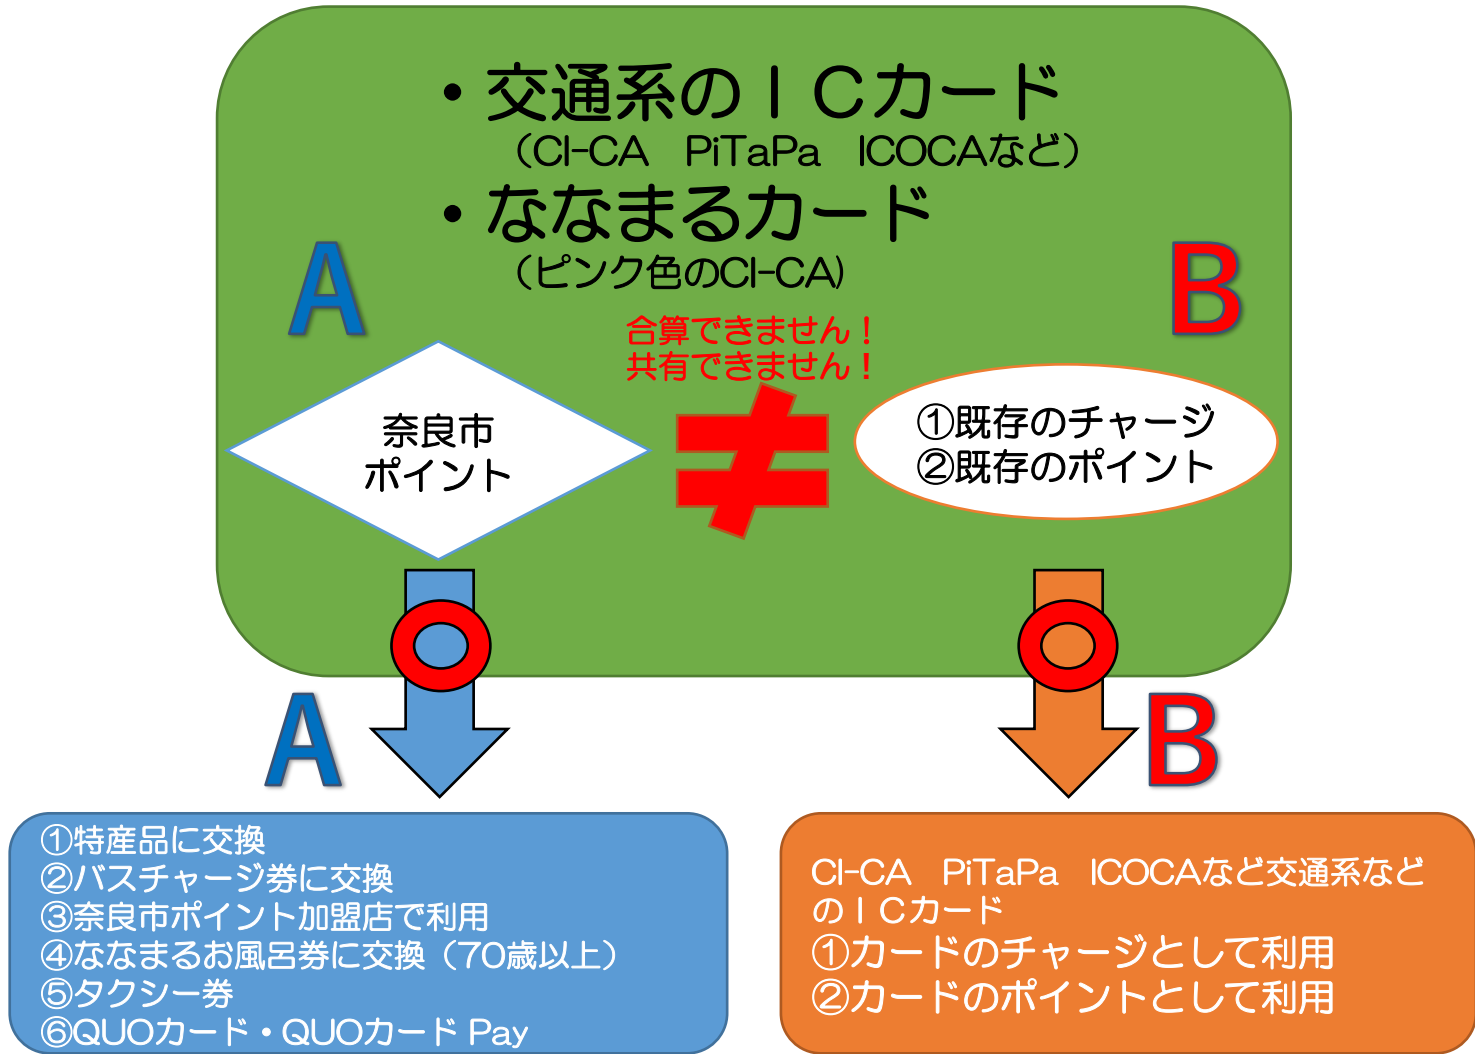 ・交通系のＩＣカード
（CI-CA　PiTaPa　ICOCAなど）
・ななまるカード
（ピンク色のCI-CA)
A
B
合算できません！
共有できません！
奈良市
ポイント
≠
①既存のチャージ
②既存のポイント
A
B
①特産品に交換
②バスチャージ券に交換
③奈良市ポイント加盟店で利用
④ななまるお風呂券に交換（70歳以上）
⑤タクシー券
⑥QUOカード・QUOカード Pay
CI-CA　PiTaPa　ICOCAなど交通系など
のＩＣカード
①カードのチャージとして利用
②カードのポイントとして利用